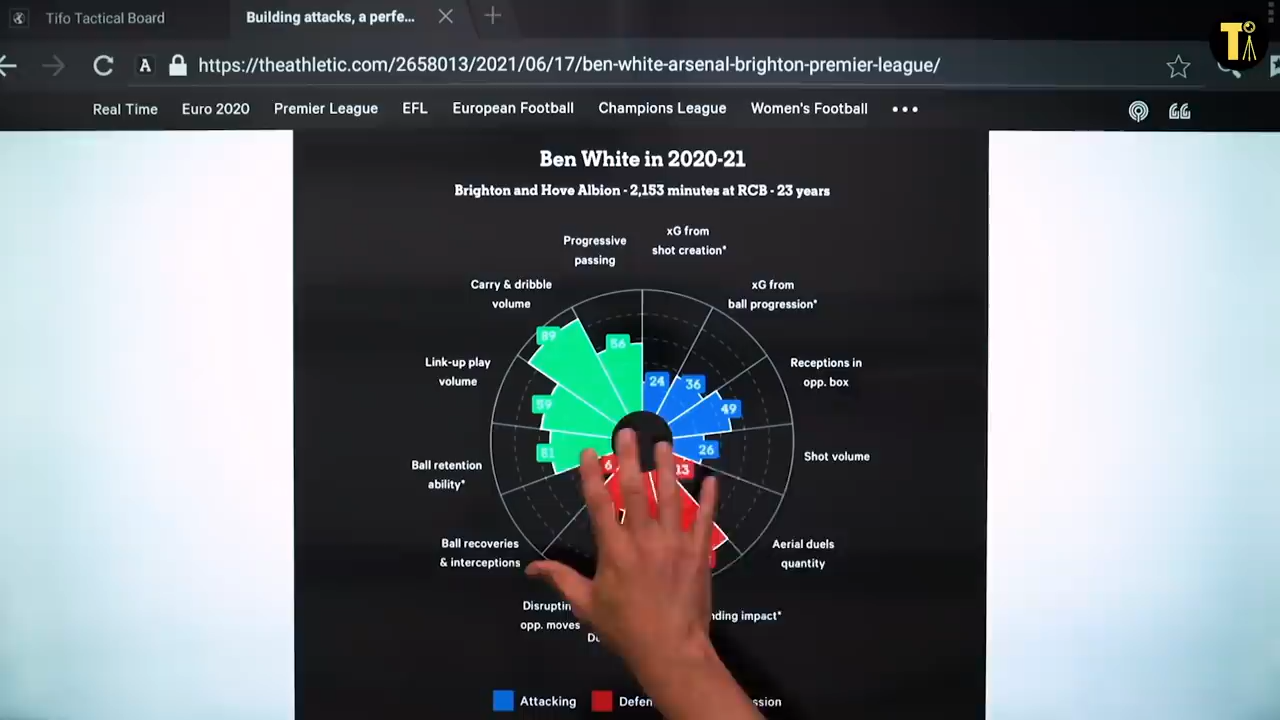 Tifo Tactical Board
Building attacks, a perfe...
Ti
A
https://theathletic.com/2658013/2021/06/17/ben-white-arsenal-brighton-premier-league/
Real Time Euro 2020 Premier League EFL European Football Champions League Women's Football
Ben White in 2020-21
Brighton and Hove Albion - 2,153 minutes at RCB - 23 years
Progressive
passing
xG from
shot creation*
Carry & dribble
volume
xG from
ball progression*
Link-up play
volume
Receptions in
opp. box
Ball retention
ability*
Shot volume
Ball recoveries
& interceptions
Aerial duels
quantity
opp. moves
89
56
24
36
59
49
26
6
13
Attacking